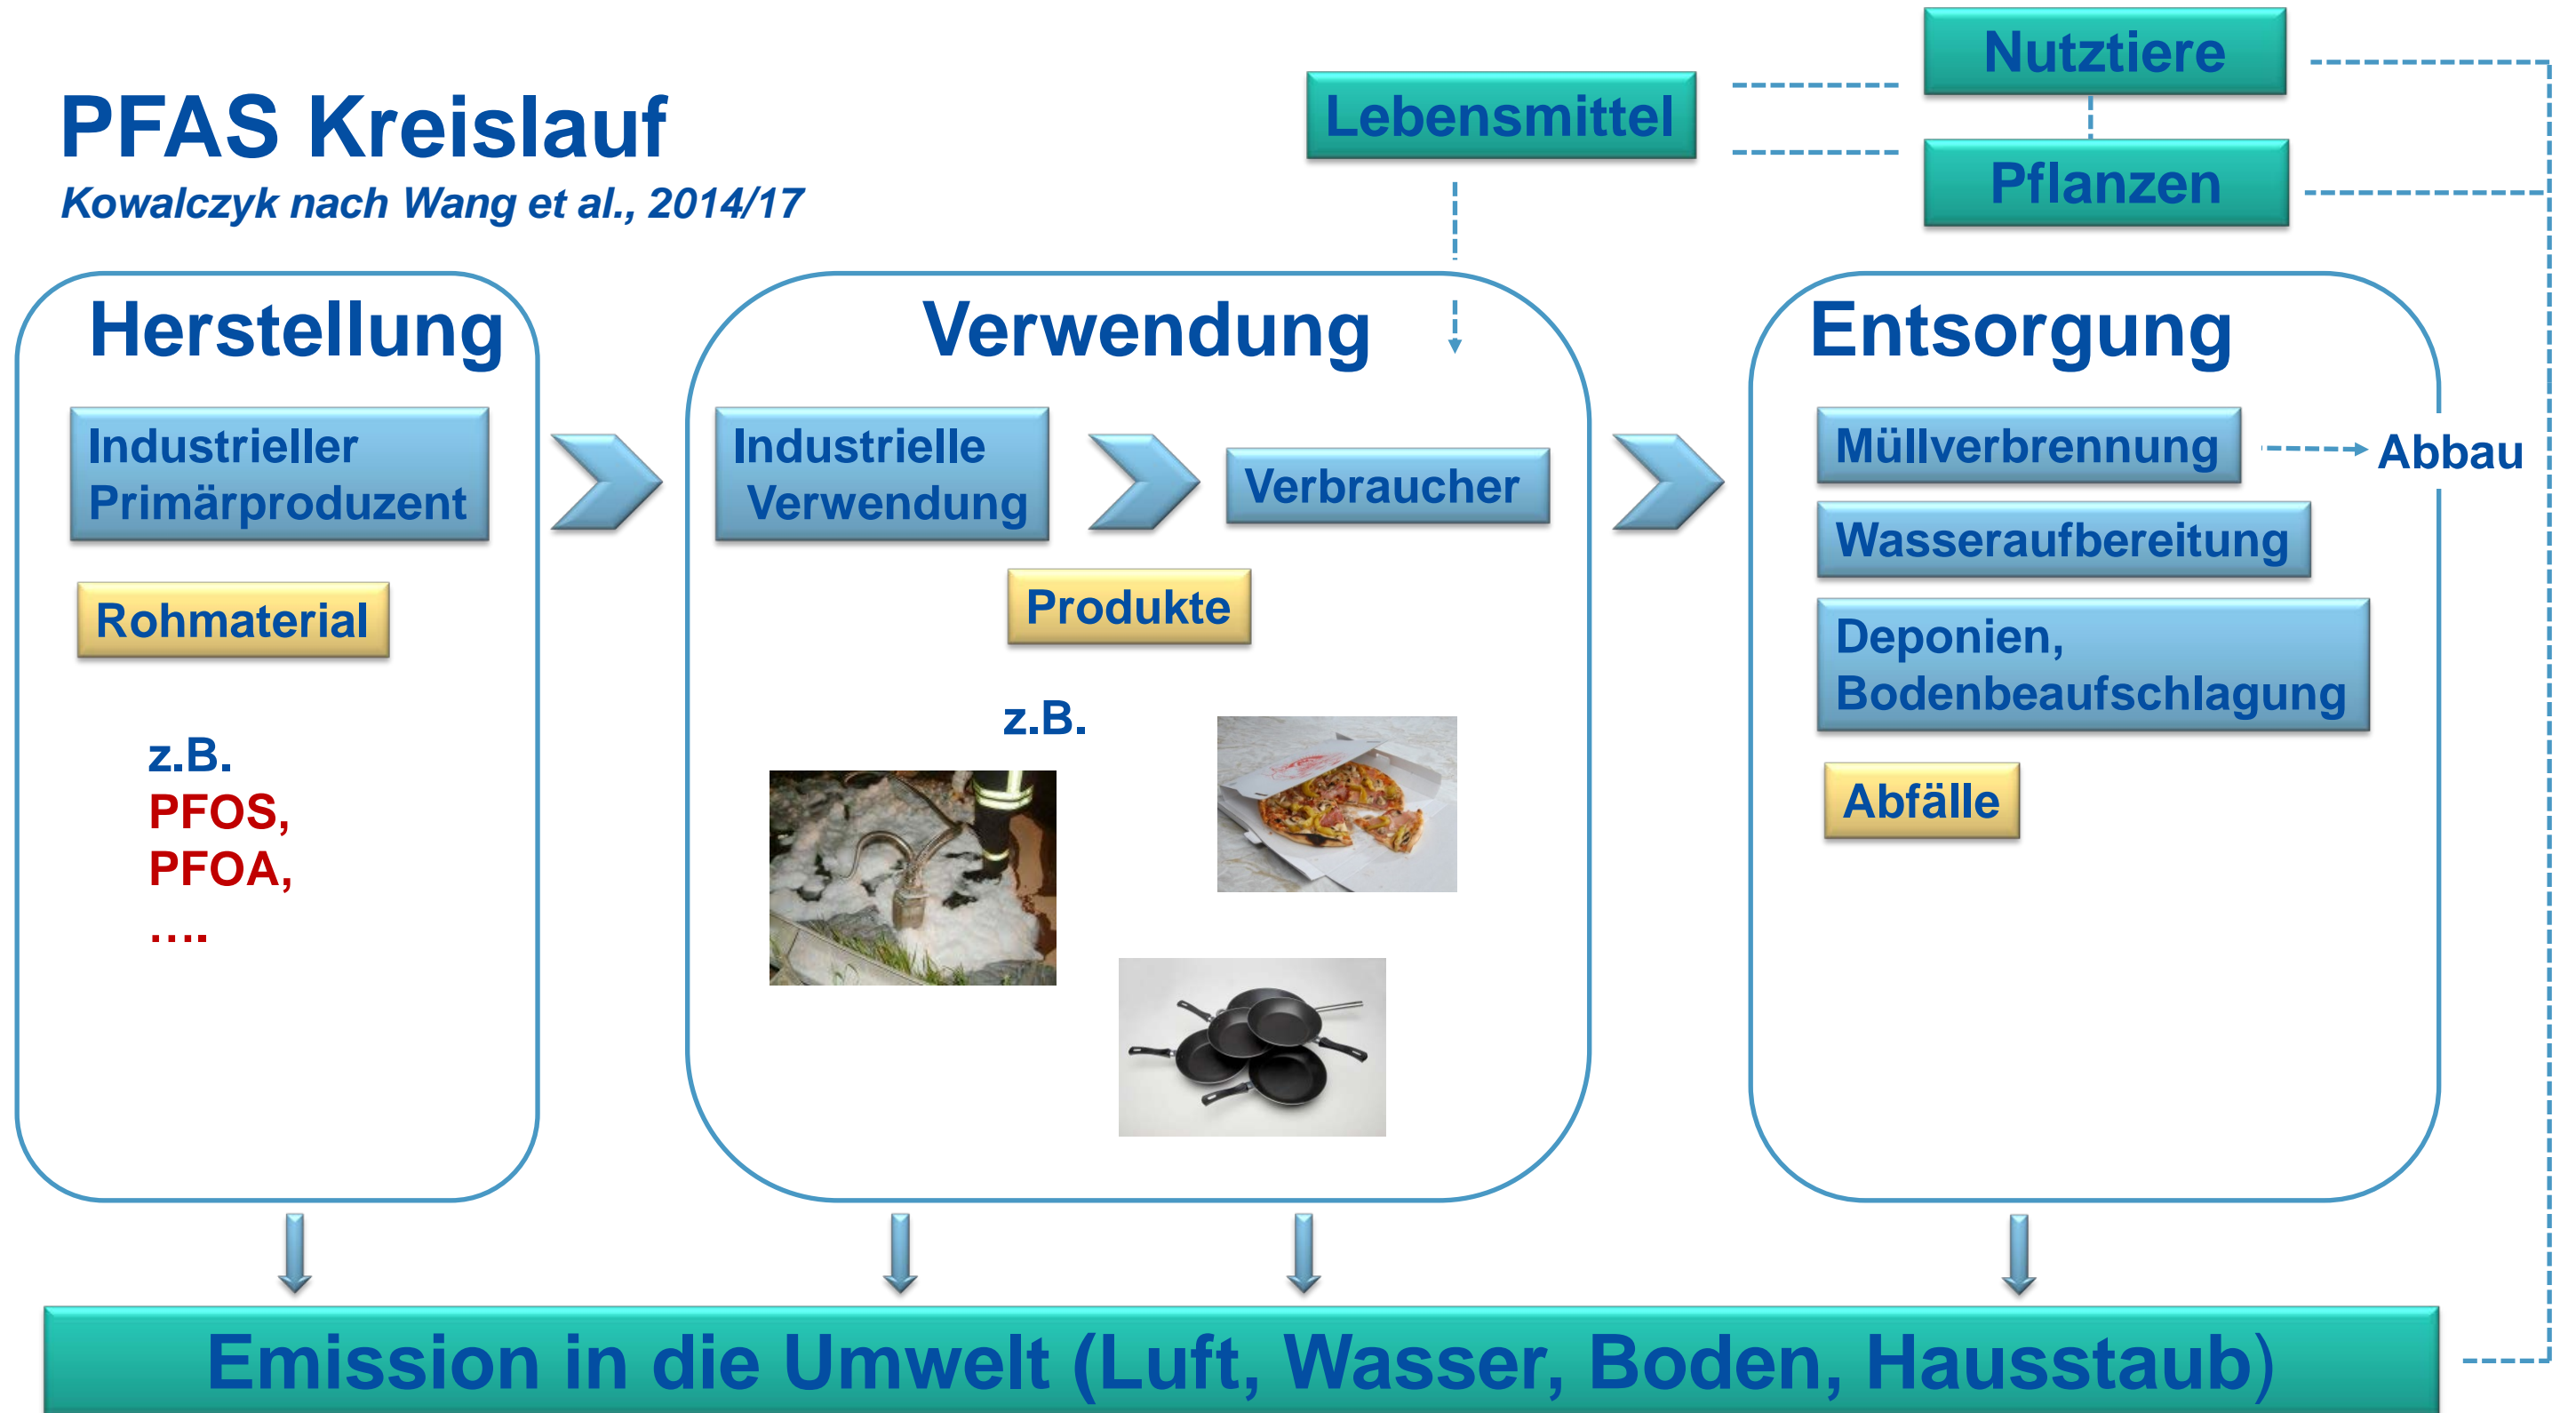 PFAS Kreislauf
Kowalczyk nach Wang et al., 2014/17
Lebensmittel
Nutztiere
Pflanzen
Herstellung
Industrieller
Primärproduzent
Rohmaterial
z.B.
PFOS,
PFOA,
....
Verwendung
Industrielle
Verwendung
Verbraucher
Produkte
z.B.
Entsorgung
Müllverbrennung
Abbau
Wasseraufbereitung
Deponien,
Bodenbeaufschlagung
Abfälle
Emission in die Umwelt (Luft, Wasser, Boden, Hausstaub)